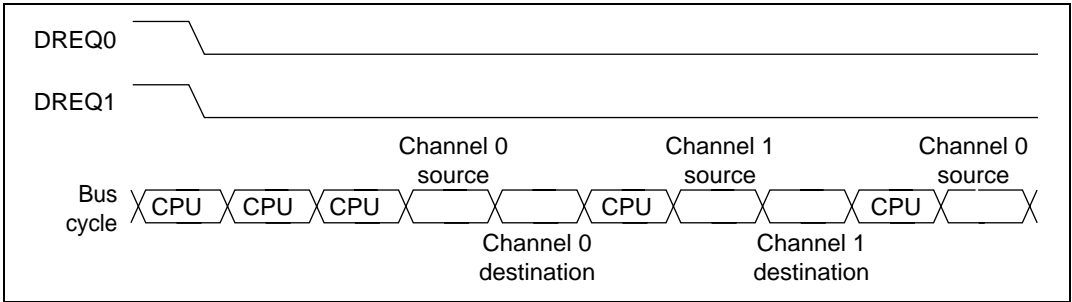 DREQ0
DREQ1
Channel 0
source
Channel 1
source
Channel 0
source
Bus
cycle
CPU CPU CPU CPU CPU
Channel 0
destination
Channel 1
destination